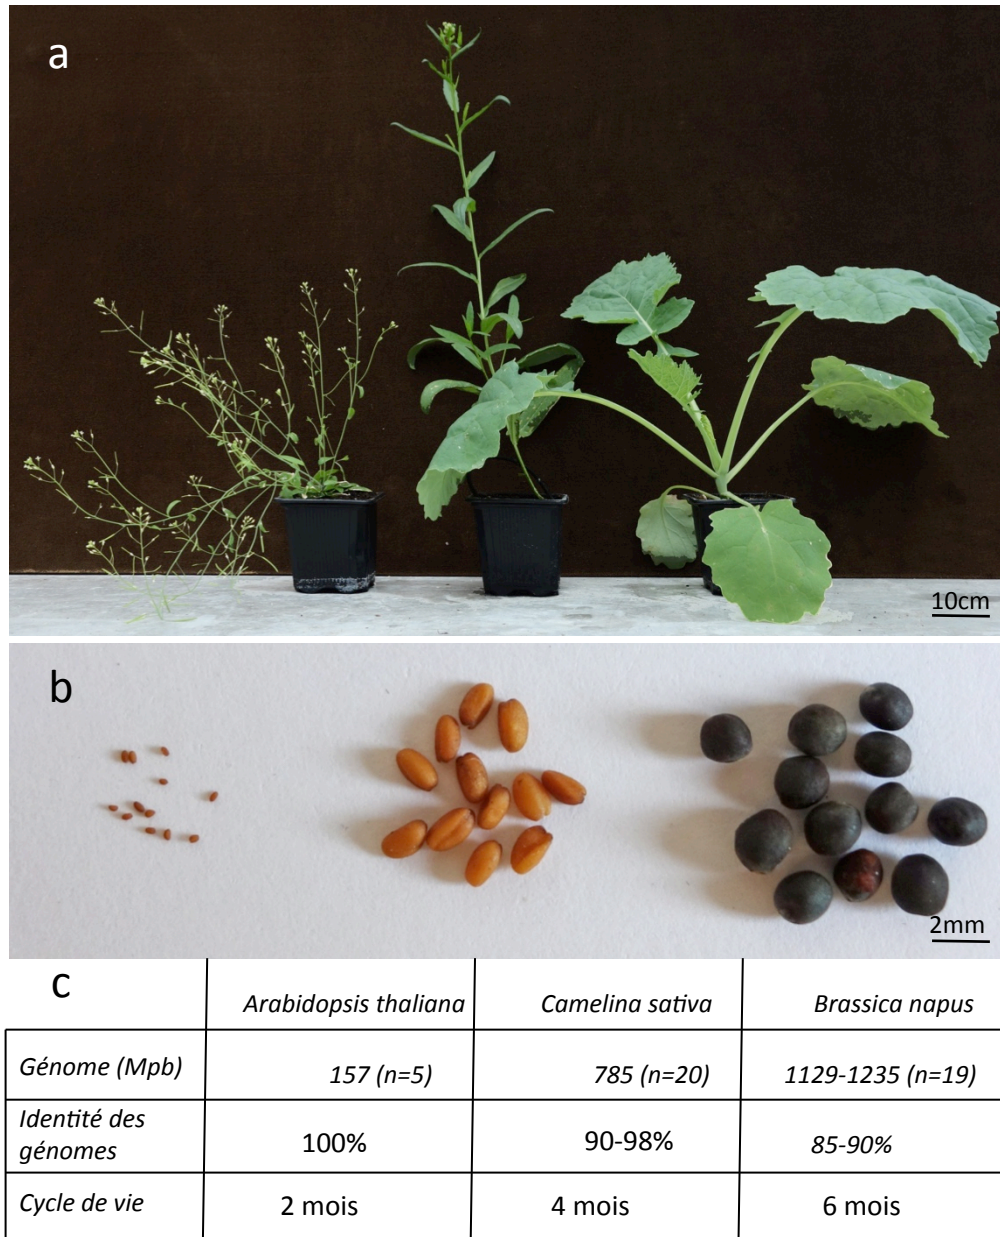 a
10cm
b
2mm
c
Arabidopsis thaliana Camelina sativa Brassica napus
Génome (Mpb) 157 (n=5) 785 (n=20) 1129-1235 (n=19)
Identité des
génomes 100% 90-98% 85-90%
Cycle de vie 2 mois 4 mois 6 mois